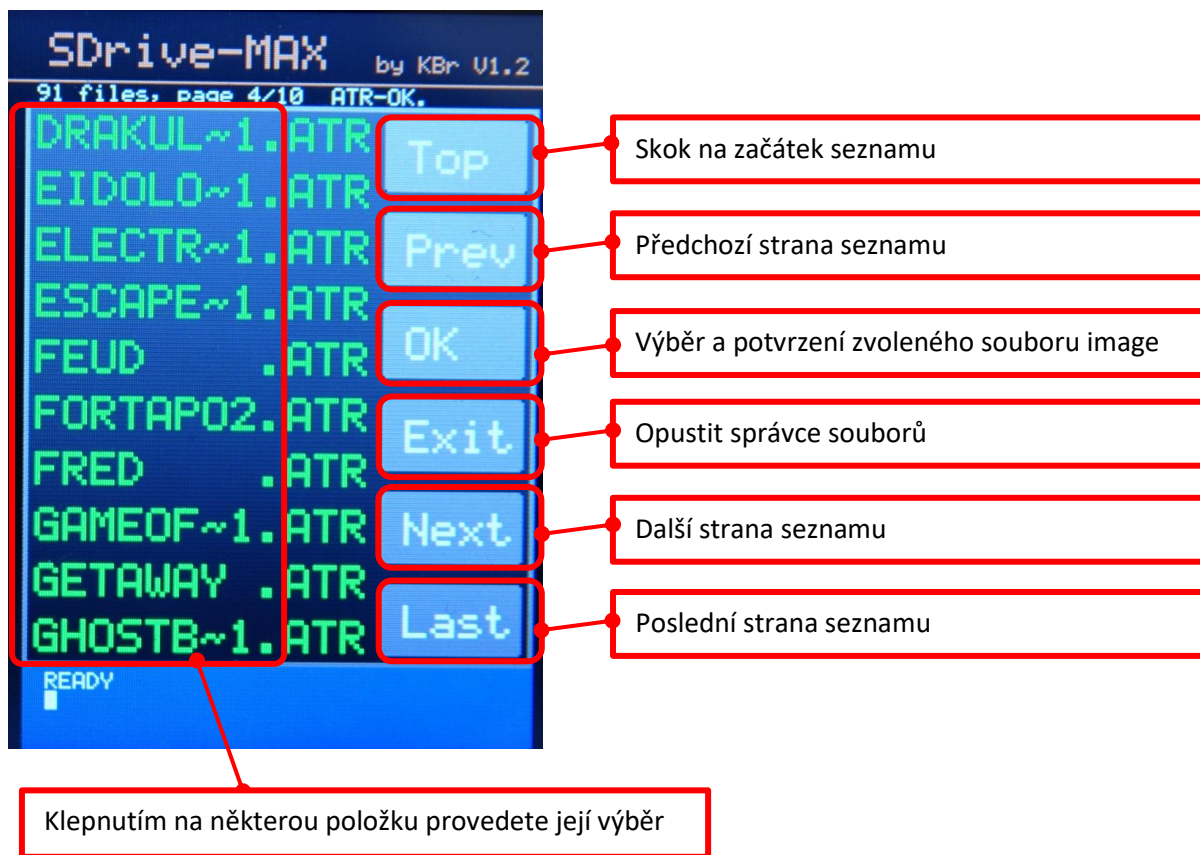 SDrive-MAX by KBr V1.2
91 files, page 4/10 ATR-OK.
DRAKUL~1.ATR
EIDOLO~1.ATR
ELECTR~1.ATR
ESCAPE~1.ATR
FEUD    .ATR
FORTAPO2.ATR
FRED    .ATR
GAMEOF~1.ATR
GETAWAY .ATR
GHOSTB~1.ATR
Top
Prev
OK
Exit
Next
Last
READY
Skok na začátek seznamu
Předchozí strana seznamu
Výběr a potvrzení zvoleného souboru image
Opustit správce souborů
Další strana seznamu
Poslední strana seznamu
Klepnutím na některou položku provedete její výběr